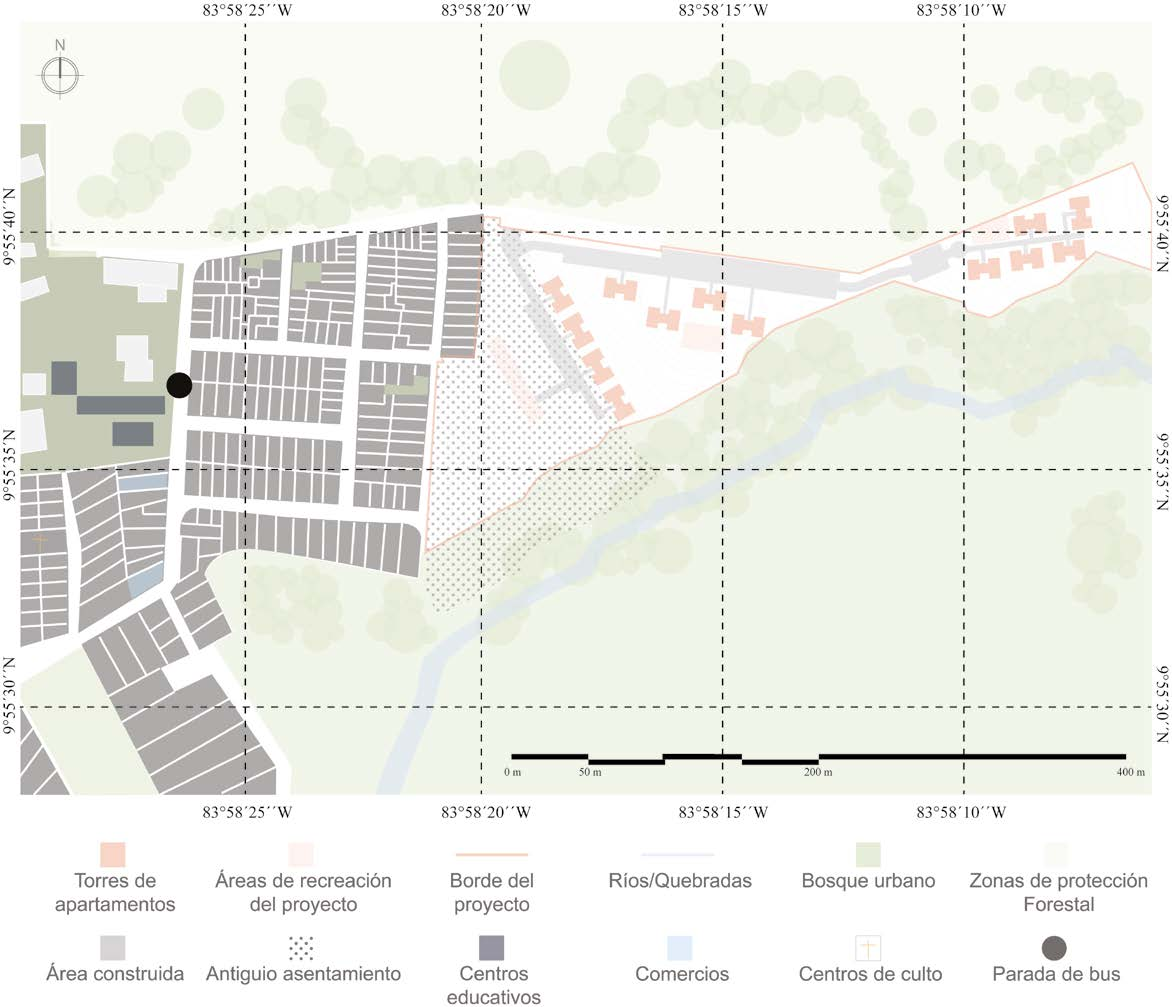 83°58´25´´W 83°58´20´´W 83°58´15´´W 83°58´10´´W
N
9°55´40´´N
9°55´40´´N
9°55´35´´N
9°55´35´´N
9°55´30´´N
9°55´30´´N
0 m 50 m 200 m 400 m
83°58´25´´W 83°58´20´´W 83°58´15´´W 83°58´10´´W
Torres de
apartamentos
Áreas de recreación
del proyecto
Borde del
proyecto
Ríos/Quebradas
Bosque urbano
Zonas de protección
Forestal
Área construida
Antiguio asentamiento
Centros
educativos
Comercios
Centros de culto
Parada de bus